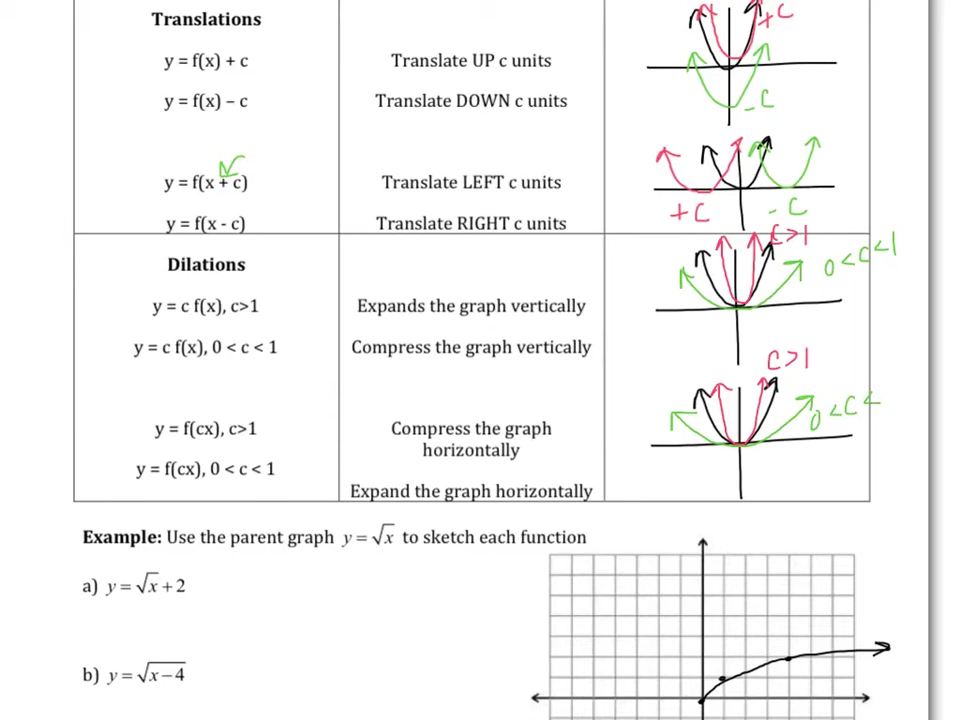 Translations
+C
y = f(x) + c
Translate UP c units
y = f(x) – c
Translate DOWN c units
-C
y = f(x + c)
Translate LEFT c units
+C
-C
y = f(x - c)
Translate RIGHT c units
C>1
0<C<1
Dilations
y = c f(x), c>1
Expands the graph vertically
y = c f(x), 0 < c < 1
Compress the graph vertically
C>1
0<C<
y = f(cx), c>1
Compress the graph
horizontally
y = f(cx), 0 < c < 1
Expand the graph horizontally
Example: Use the parent graph y = √x to sketch each function
a) y = √x + 2
b) y = √(x−4)